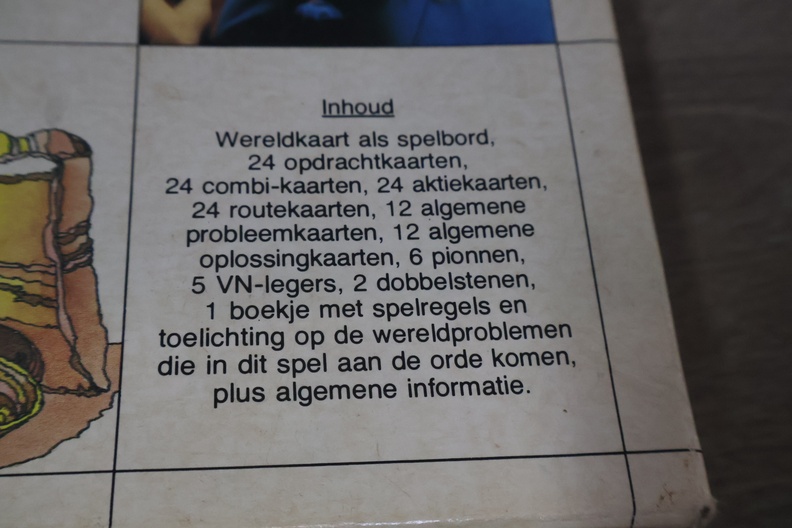 Inhoud
Wereldkaart als spelbord,
24 opdrachtkaarten,
24 combi-kaarten, 24 aktiekaarten,
24 routekaarten, 12 algemene
probleemkaarten, 12 algemene
oplossingkaarten, 6 pionnen,
5 VN-legers, 2 dobbelstenen,
1 boekje met spelregels en
toelichting op de wereldproblemen
die in dit spel aan de orde komen,
plus algemene informatie.